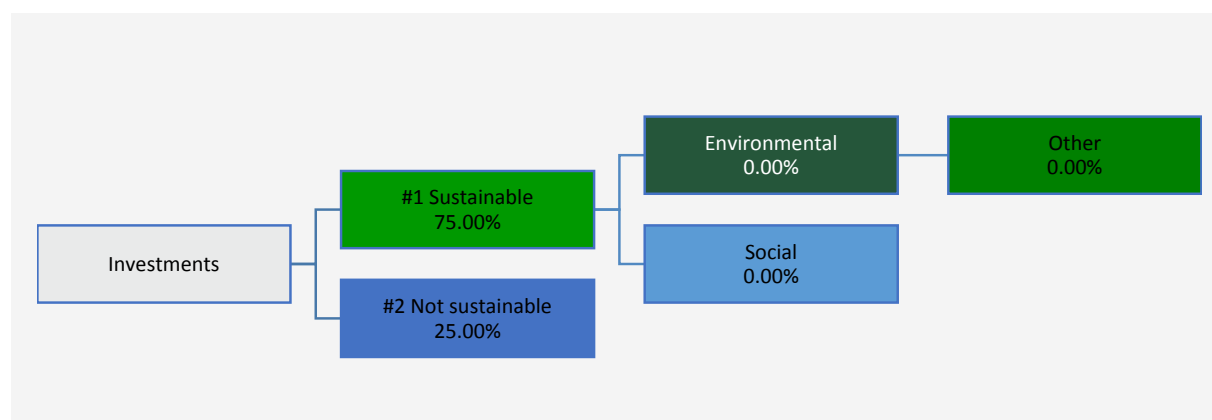 Investments
#1 Sustainable
75.00%
#2 Not sustainable
25.00%
Environmental
0.00%
Social
0.00%
Other
0.00%